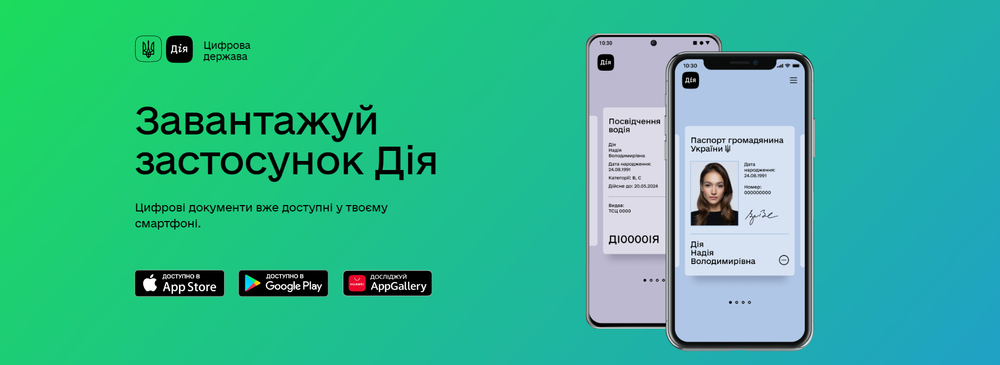 Дія
Цифрова
держава
Завантажуй
застосунок Дія
Цифрові документи вже доступні у твоєму
смартфоні.
ДОСТУПНО В
App Store
ДОСТУПНО В
Google Play
HUAWEI
ДОСЛІДЖУЙ
AppGallery
10:30
Дія
Посвідчення
водія
Дія
Надія
Володимирівна
Дата народження:
24.08.1991
Категорії: B, C
Дійсне до: 20.05.2024
Видав:
ТСЦ 0000
ДІ0000ІЯ
10:30
Дія
Паспорт громадянина
України
Дата
народження:
24.08.1991
Номер:
000000000
Дія
Надія
Володимирівна